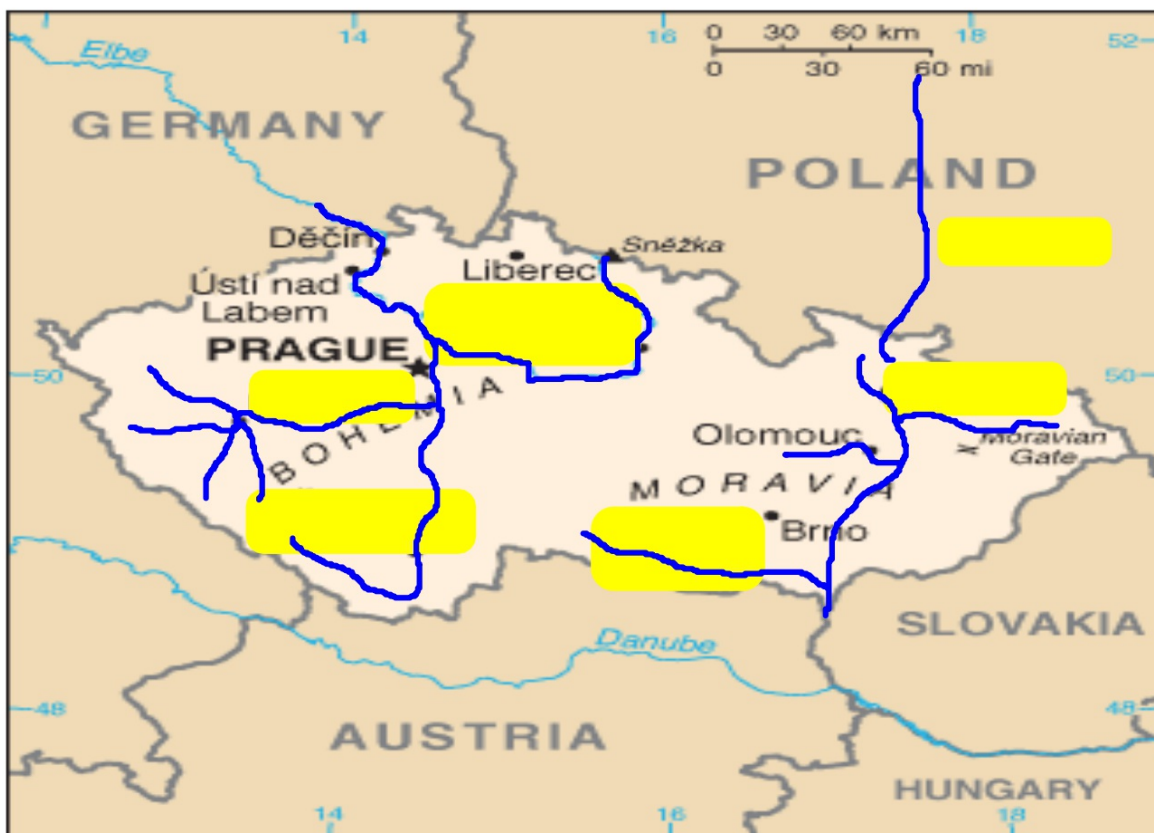 14
16
18
52
0 30 60 km
0 30 60 mi
Elbe
GERMANY
POLAND
Děčín
Sněžka
Liberec
Ústí nad
Labem
PRAGUE
50
50
BOHEMIA
Olomouc
Moravian
Gate
MORAVIA
Brno
SLOVAKIA
Danube
48
48
AUSTRIA
HUNGARY
14
16
18